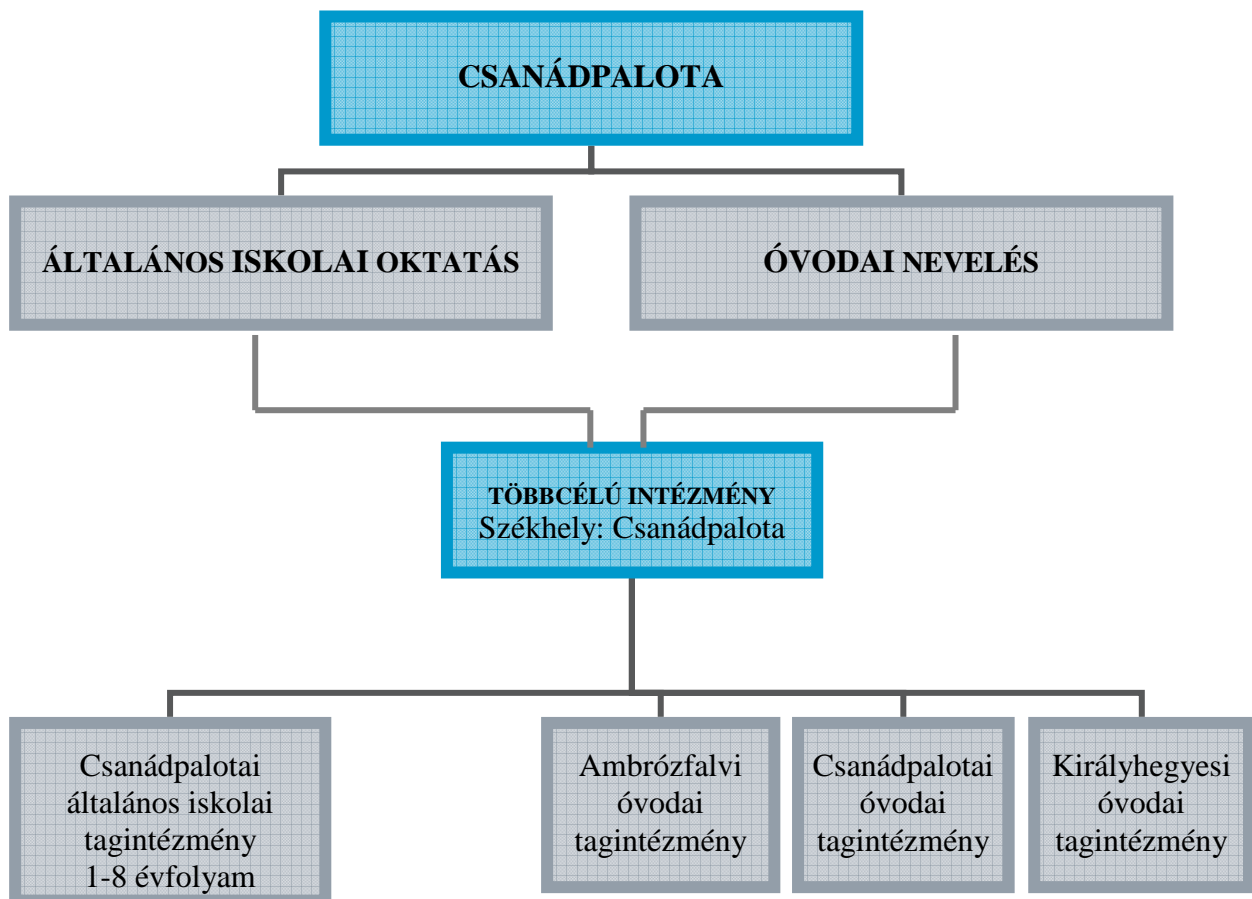 CSANÁDPALOTA
ÁLTALÁNOS ISKOLAI OKTATÁS
ÓVODAI NEVELÉS
TÖBBCÉLÚ INTÉZMÉNY
Székhely: Csanádpalota
Csanádpalotai
általános iskolai
tagintézmény
1-8 évfolyam
Ambrózfalvi
óvodai
tagintézmény
Csanádpalotai
óvodai
tagintézmény
Királyhegyesi
óvodai
tagintézmény